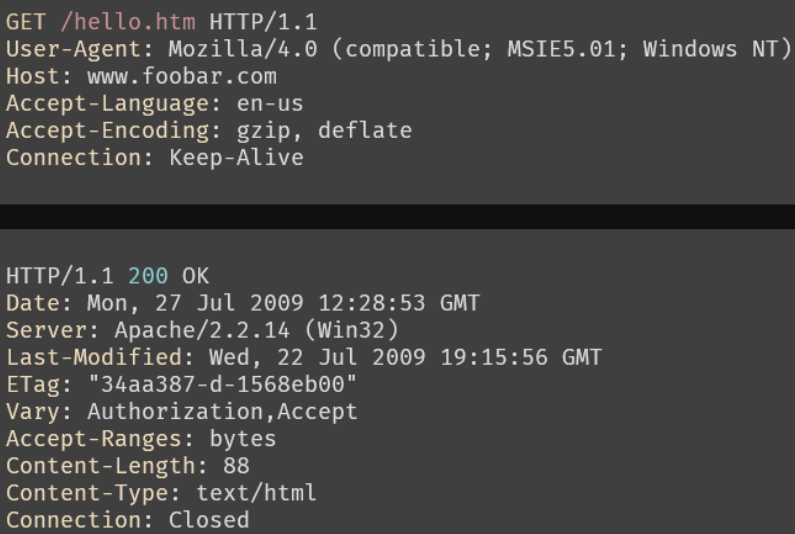 GET /hello.htm HTTP/1.1
User-Agent: Mozilla/4.0 (compatible; MSIE5.01; Windows NT)
Host: www.foobar.com
Accept-Language: en-us
Accept-Encoding: gzip, deflate
Connection: Keep-Alive
HTTP/1.1 200 OK
Date: Mon, 27 Jul 2009 12:28:53 GMT
Server: Apache/2.2.14 (Win32)
Last-Modified: Wed, 22 Jul 2009 19:15:56 GMT
ETag: "34aa387-d-1568eb00"
Vary: Authorization,Accept
Accept-Ranges: bytes
Content-Length: 88
Content-Type: text/html
Connection: Closed